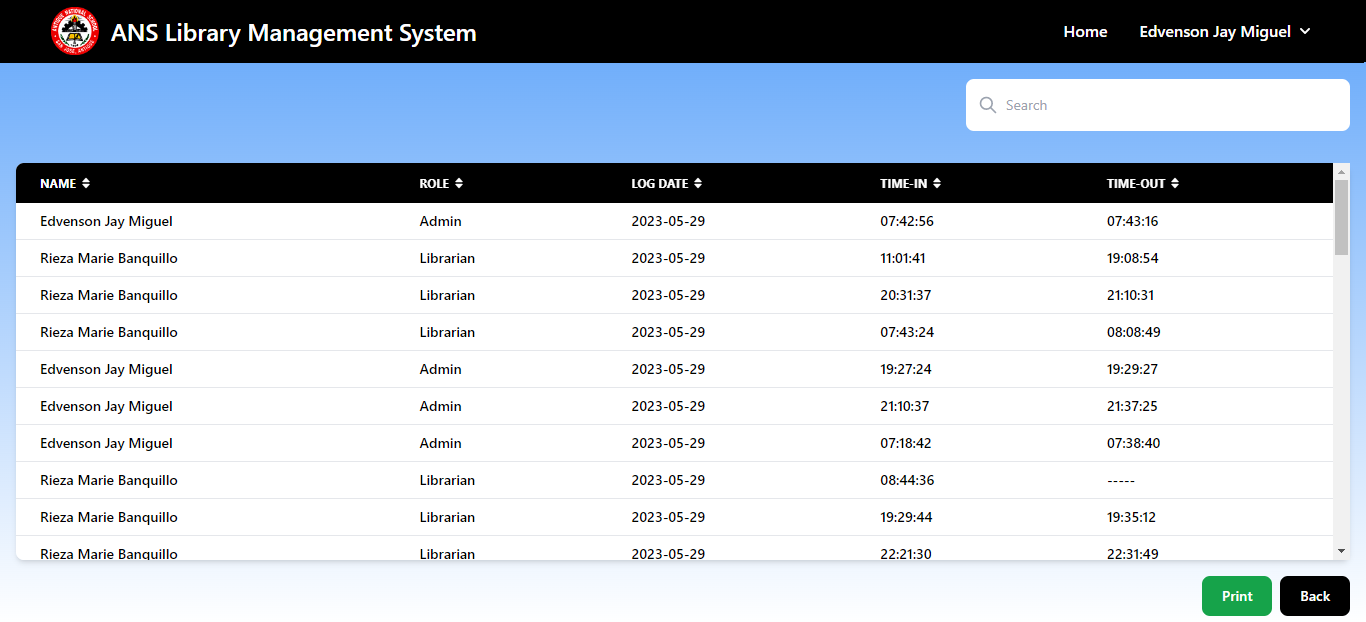 ANTIQUE NATIONAL SCHOOL
SAN JOSE, ANTIQUE
ANS Library Management System
Home
Edvenson Jay Miguel
Search
NAME ROLE LOG DATE TIME-IN TIME-OUT
Edvenson Jay Miguel Admin 2023-05-29 07:42:56 07:43:16
Rieza Marie Banquillo Librarian 2023-05-29 11:01:41 19:08:54
Rieza Marie Banquillo Librarian 2023-05-29 20:31:37 21:10:31
Rieza Marie Banquillo Librarian 2023-05-29 07:43:24 08:08:49
Edvenson Jay Miguel Admin 2023-05-29 19:27:24 19:29:27
Edvenson Jay Miguel Admin 2023-05-29 21:10:37 21:37:25
Edvenson Jay Miguel Admin 2023-05-29 07:18:42 07:38:40
Rieza Marie Banquillo Librarian 2023-05-29 08:44:36 -----
Rieza Marie Banquillo Librarian 2023-05-29 19:29:44 19:35:12
Rieza Marie Banquillo Librarian 2023-05-29 22:21:30 22:31:49
Print Back